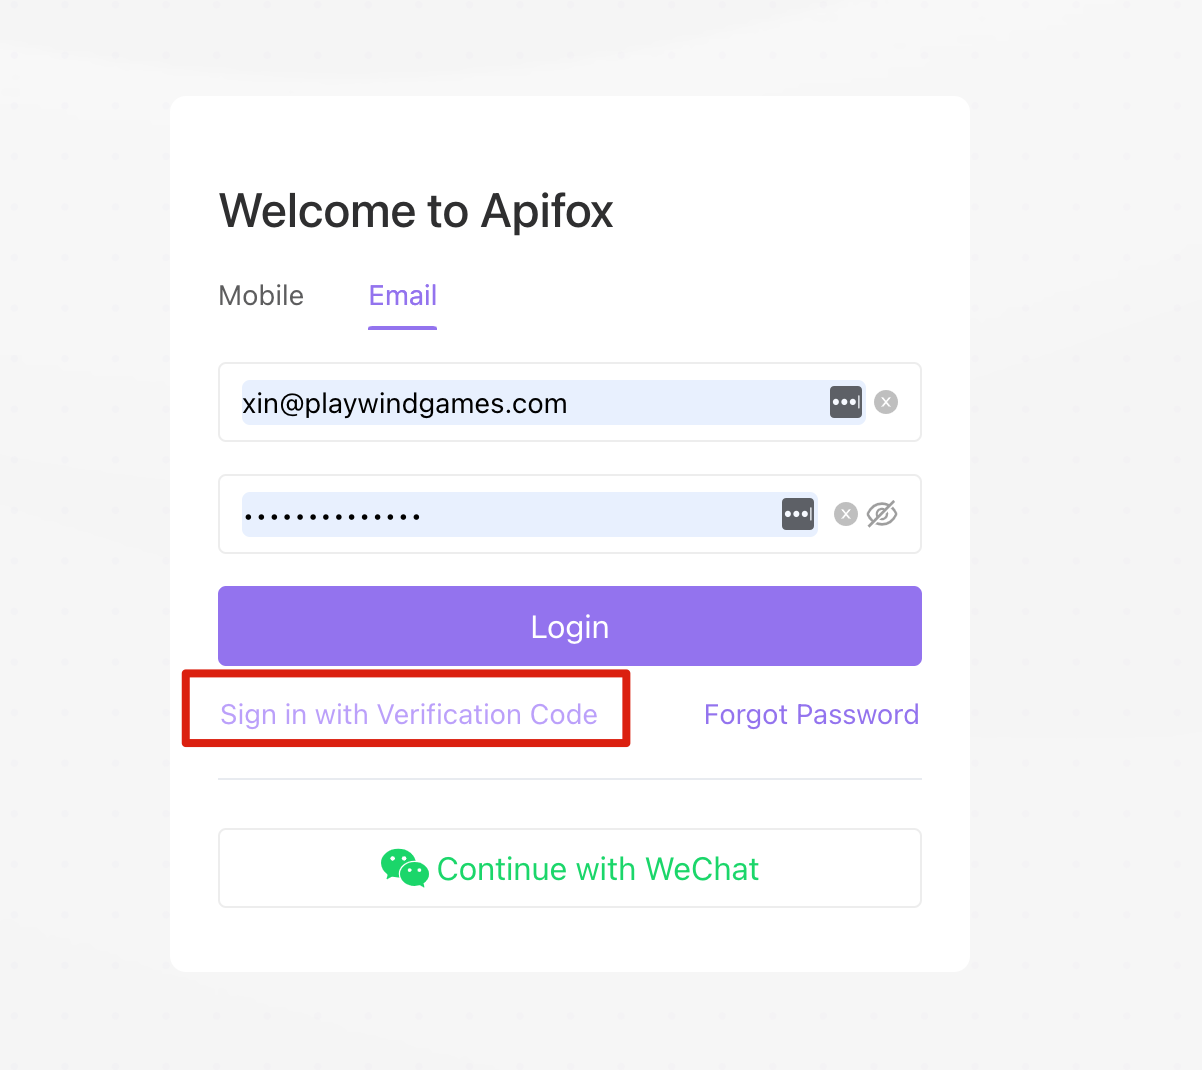 Welcome to Apifox
Mobile Email
xin@playwindgames.com
••••••••••••••
Login
Sign in with Verification Code Forgot Password
Continue with WeChat